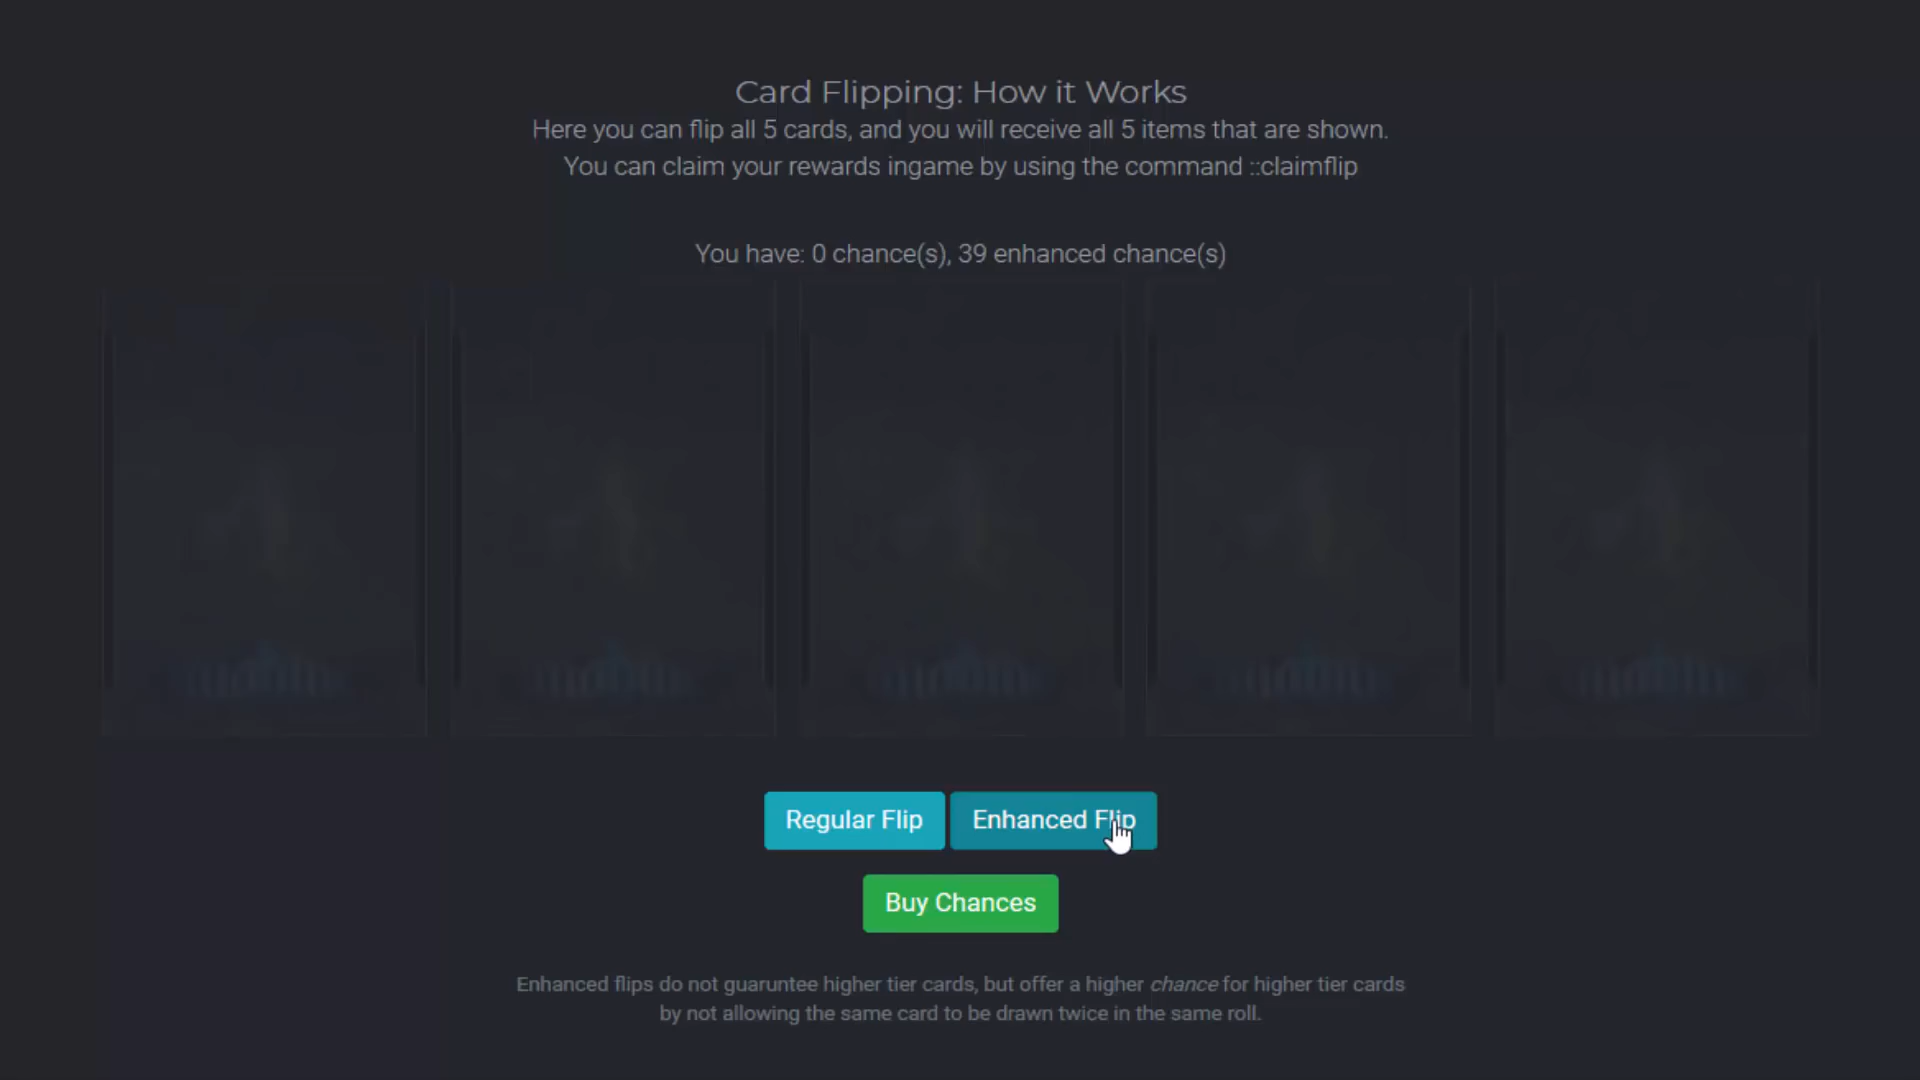 Card Flipping: How it Works
Here you can flip all 5 cards, and you will receive all 5 items that are shown.
You can claim your rewards ingame by using the command ::claimflip
You have: 0 chance(s), 39 enhanced chance(s)
Regular Flip
Enhanced Flip
Buy Chances
Enhanced flips do not guaruntee higher tier cards, but offer a higher chance for higher tier cards
by not allowing the same card to be drawn twice in the same roll.